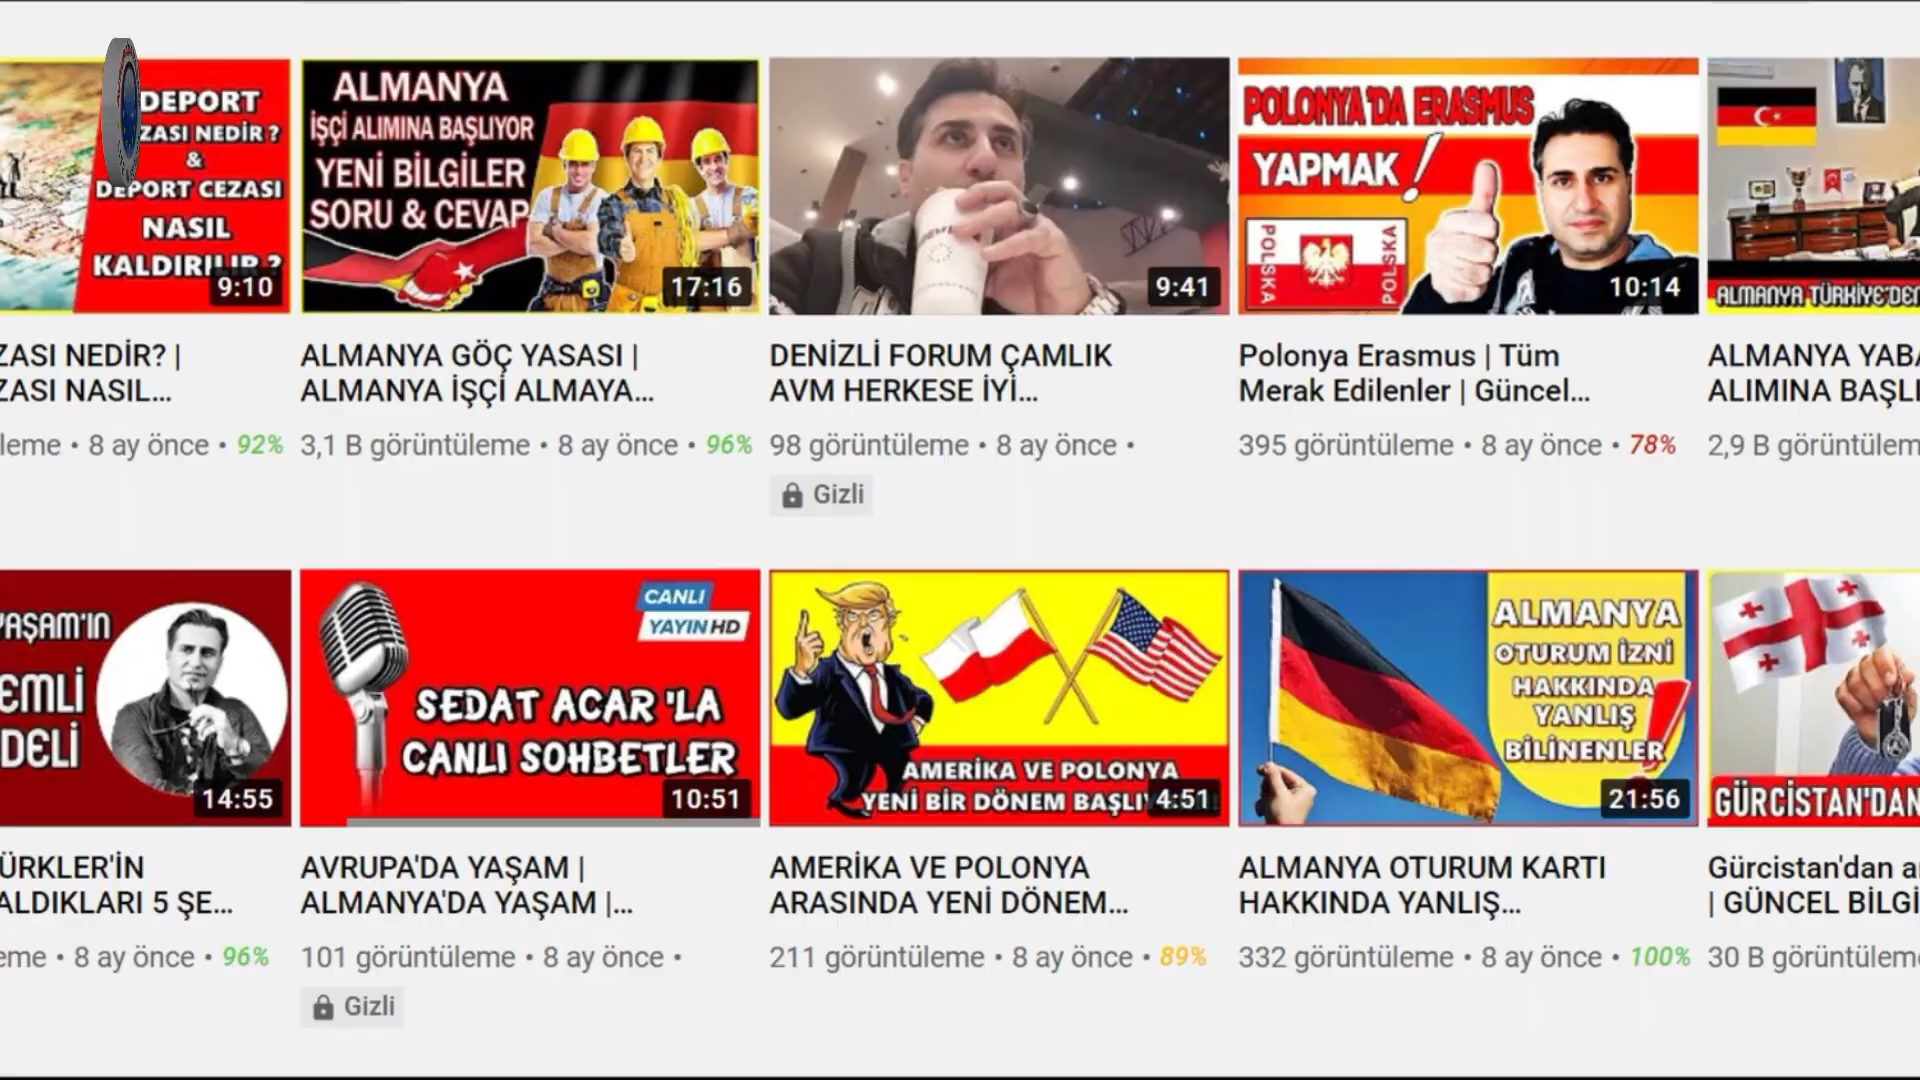 DEPORT
ZASI NEDİR ?
&
DEPORT CEZASI
NASIL
KALDIRILIR ?
9:10
ALMANYA
İŞÇİ ALIMINA BAŞLIYOR
YENİ BİLGİLER
SORU & CEVAP
17:16
9:41
POLONYA'DA ERASMUS
YAPMAK !
POLSKA
POLSKA
10:14
ALMANYA TÜRKİYE'DEN
ZASI NEDİR? |
ZASI NASIL...
ALMANYA GÖÇ YASASI |
ALMANYA İŞÇİ ALMAYA...
DENİZLİ FORUM ÇAMLIK
AVM HERKESE İYİ...
Polonya Erasmus | Tüm
Merak Edilenler | Güncel...
ALMANYA YABA
ALIMINA BAŞLI
leme • 8 ay önce • 92%
3,1 B görüntüleme • 8 ay önce • 96%
98 görüntüleme • 8 ay önce •
395 görüntüleme • 8 ay önce • 78%
2,9 B görüntülem
Gizli
YAŞAM'IN
EMLİ
DELİ
14:55
CANLI
YAYIN HD
SEDAT ACAR 'LA
CANLI SOHBETLER
10:51
AMERİKA VE POLONYA
YENİ BİR DÖNEM BAŞLIY
4:51
ALMANYA
OTURUM İZNİ
HAKKINDA
YANLIŞ
BİLİNENLER !
21:56
GÜRCİSTAN'DAN
ÜRKLER'İN
ALDIKLARI 5 ŞE...
AVRUPA'DA YAŞAM |
ALMANYA'DA YAŞAM |...
AMERİKA VE POLONYA
ARASINDA YENİ DÖNEM...
ALMANYA OTURUM KARTI
HAKKINDA YANLIŞ...
Gürcistan'dan a
| GÜNCEL BİLGİ
eme • 8 ay önce • 96%
101 görüntüleme • 8 ay önce •
211 görüntüleme • 8 ay önce • 89%
332 görüntüleme • 8 ay önce • 100%
30 B görüntüleme
Gizli